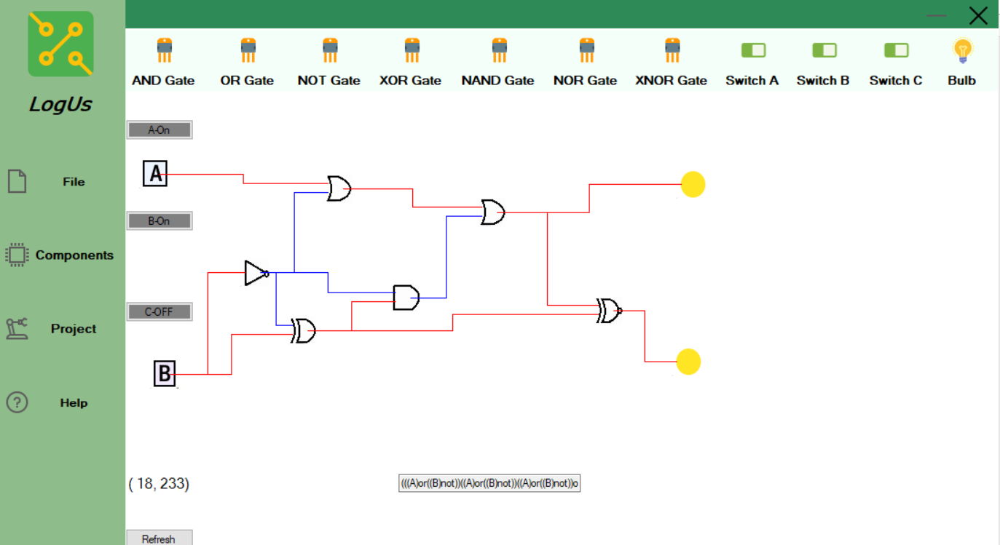 LogUs
File
Components
Project
Help
AND Gate OR Gate NOT Gate XOR Gate NAND Gate NOR Gate XNOR Gate Switch A Switch B Switch C Bulb
A-On
A
B-On
C-OFF
B
( 18, 233)
(((A)or((B)not))((A)or((B)not))((A)or((B)not))o
Refresh